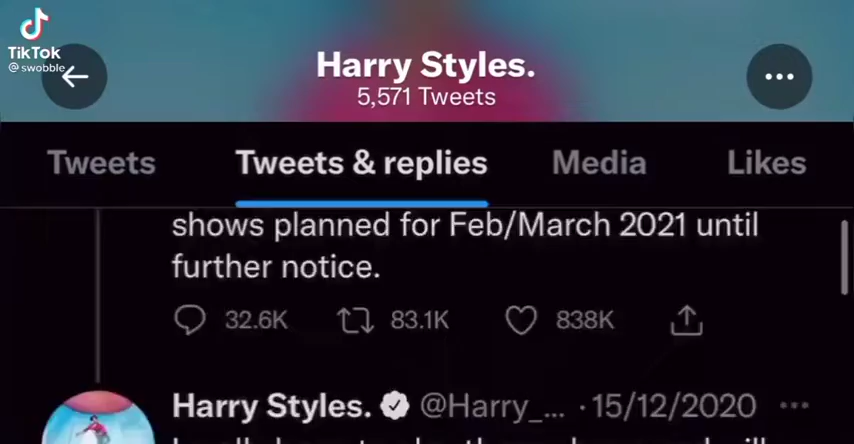 TikTok
@swobble
Harry Styles.
5,571 Tweets
Tweets Tweets & replies Media Likes
shows planned for Feb/March 2021 until
further notice.
32.6K 83.1K 838K
Harry Styles. @Harry_... · 15/12/2020